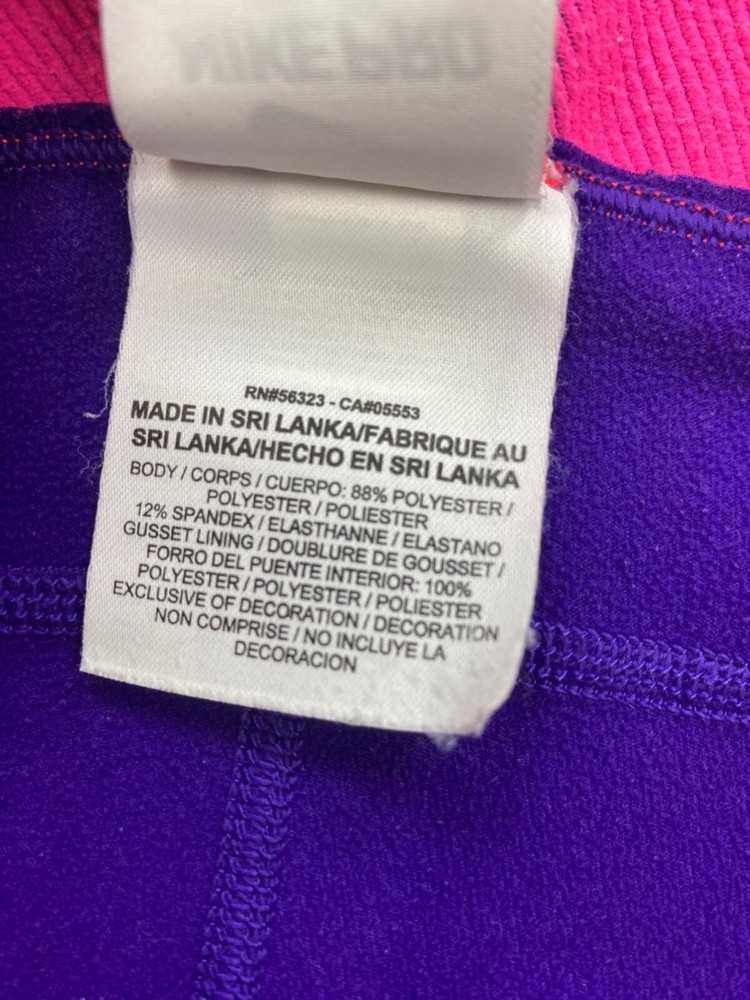 NIKE PRO
RN#56323 - CA#05553
MADE IN SRI LANKA/FABRIQUE AU
SRI LANKA/HECHO EN SRI LANKA
BODY / CORPS / CUERPO: 88% POLYESTER /
POLYESTER / POLIESTER
12% SPANDEX / ELASTHANNE / ELASTANO
GUSSET LINING / DOUBLURE DE GOUSSET /
FORRO DEL PUENTE INTERIOR: 100%
POLYESTER / POLYESTER / POLIESTER
EXCLUSIVE OF DECORATION / DECORATION
NON COMPRISE / NO INCLUYE LA
DECORACION